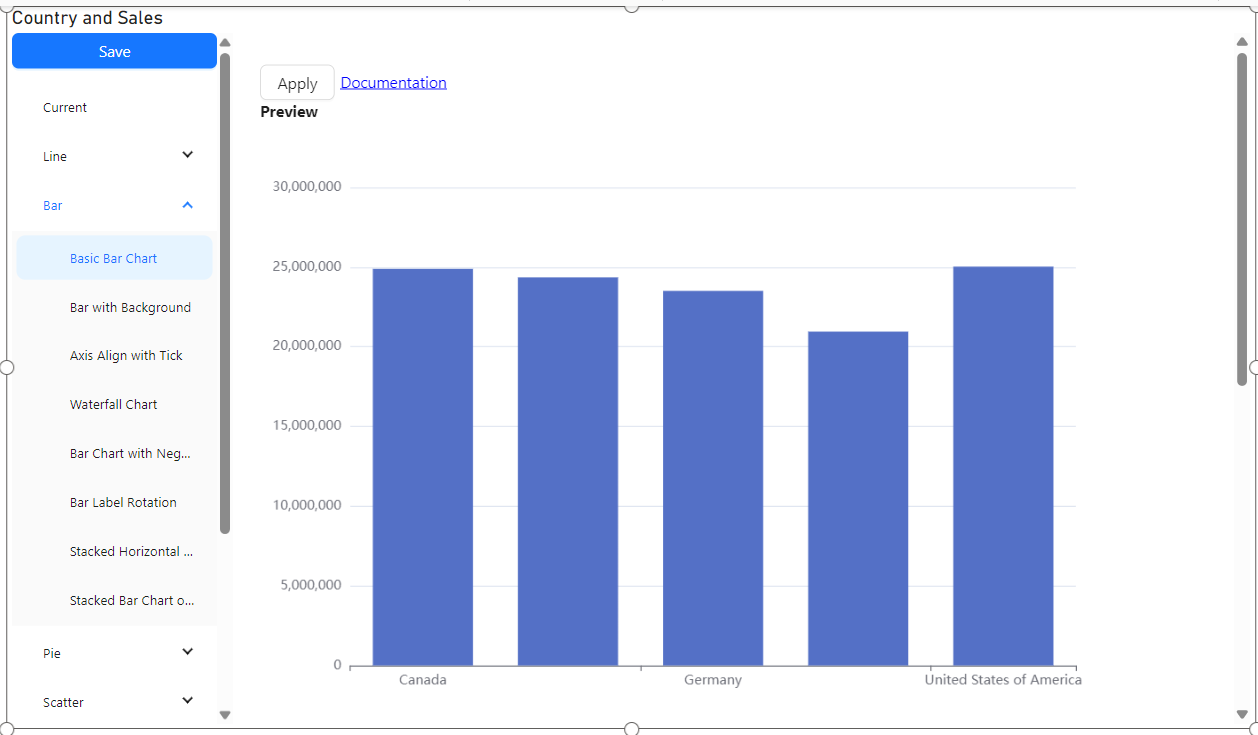 Country and Sales
Save
Current
Line
Bar
Basic Bar Chart
Bar with Background
Axis Align with Tick
Waterfall Chart
Bar Chart with Neg...
Bar Label Rotation
Stacked Horizontal ...
Stacked Bar Chart o...
Pie
Scatter
Apply Documentation
Preview
30,000,000
25,000,000
20,000,000
15,000,000
10,000,000
5,000,000
0
Canada Germany United States of America